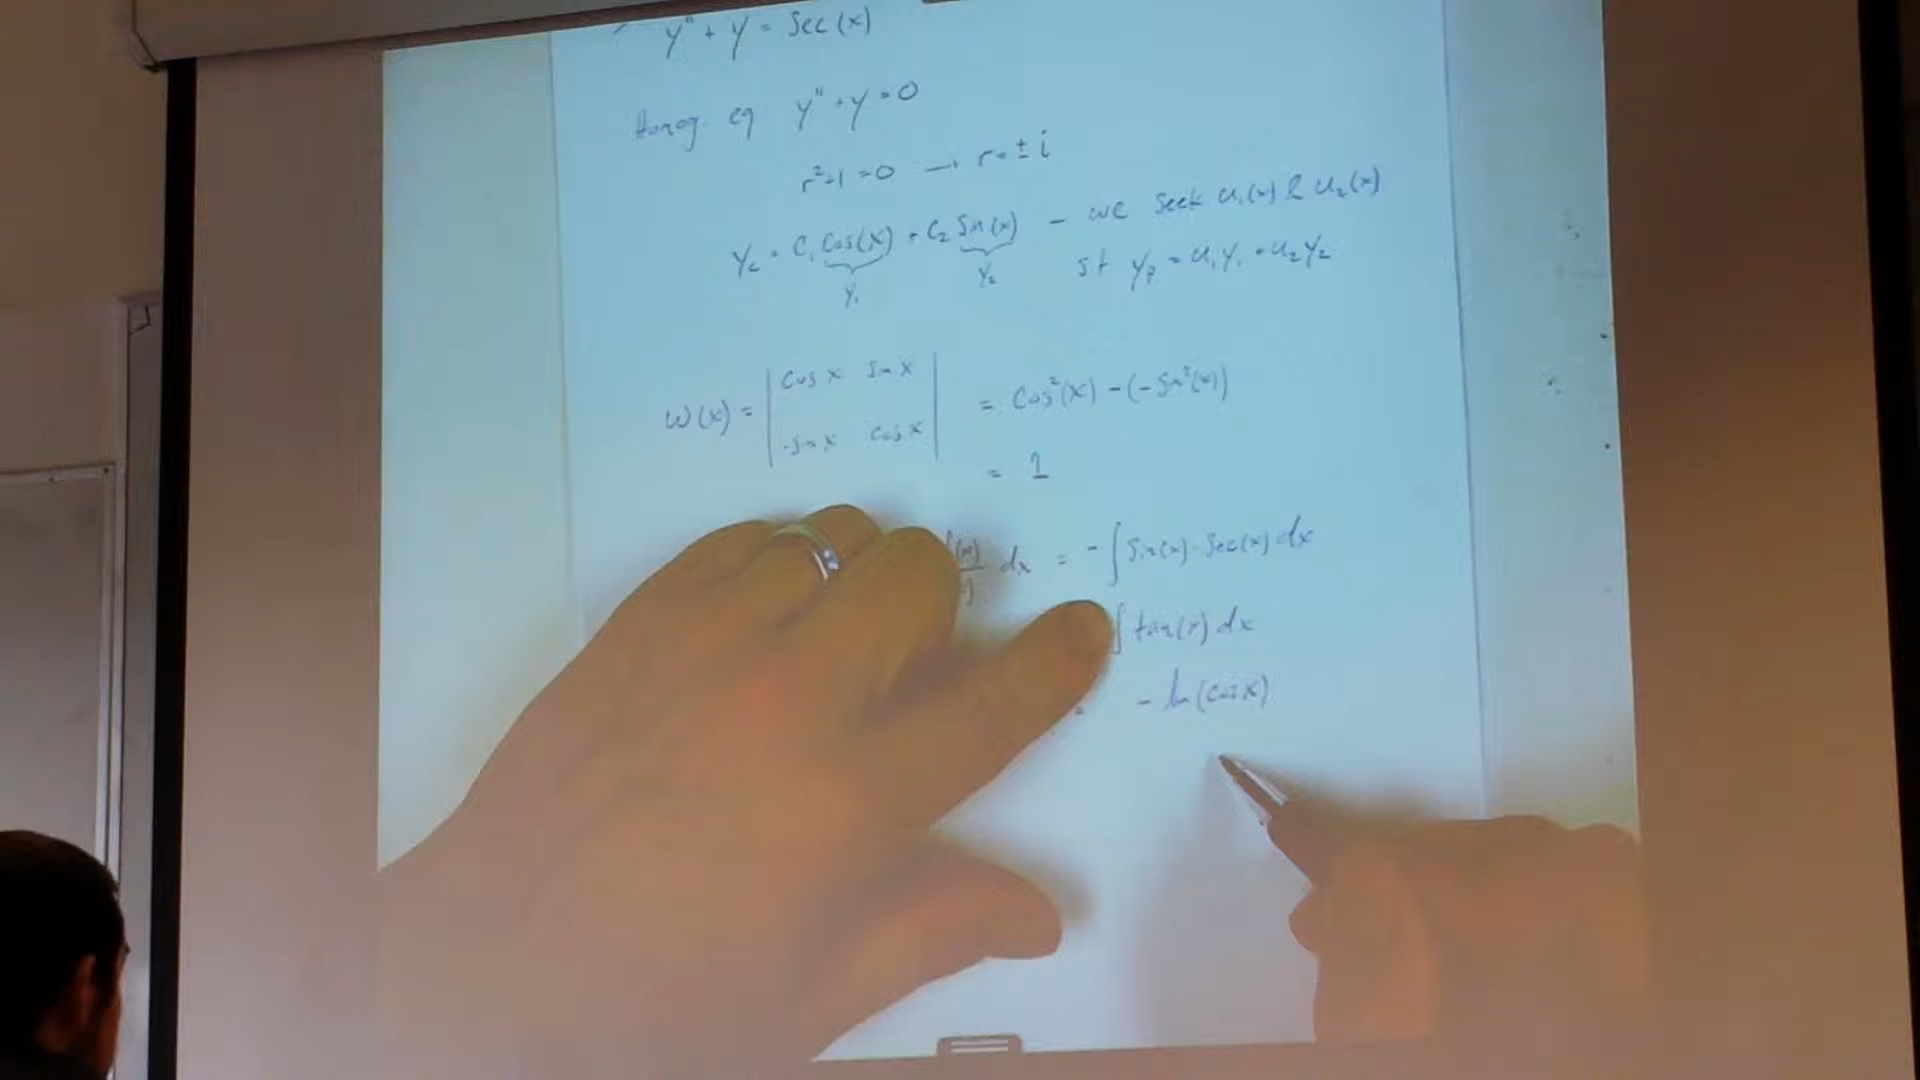 y'' + y = Sec(x)
Homog. eq y'' + y = 0
r²+1 = 0 → r = ± i
y_c = C₁ Cos(x) + C₂ Sin(x) - we seek u₁(x) & u₂(x)
y₁ y₂ st y_p = u₁y₁ + u₂y₂
W(x) = | cos x sin x | = Cos²(x) - (-Sin²(x))
| -sin x cos x |
= 1
dx = - ∫ Sin(x) · Sec(x) dx
∫ tan(x) dx
= - ln(cos x)